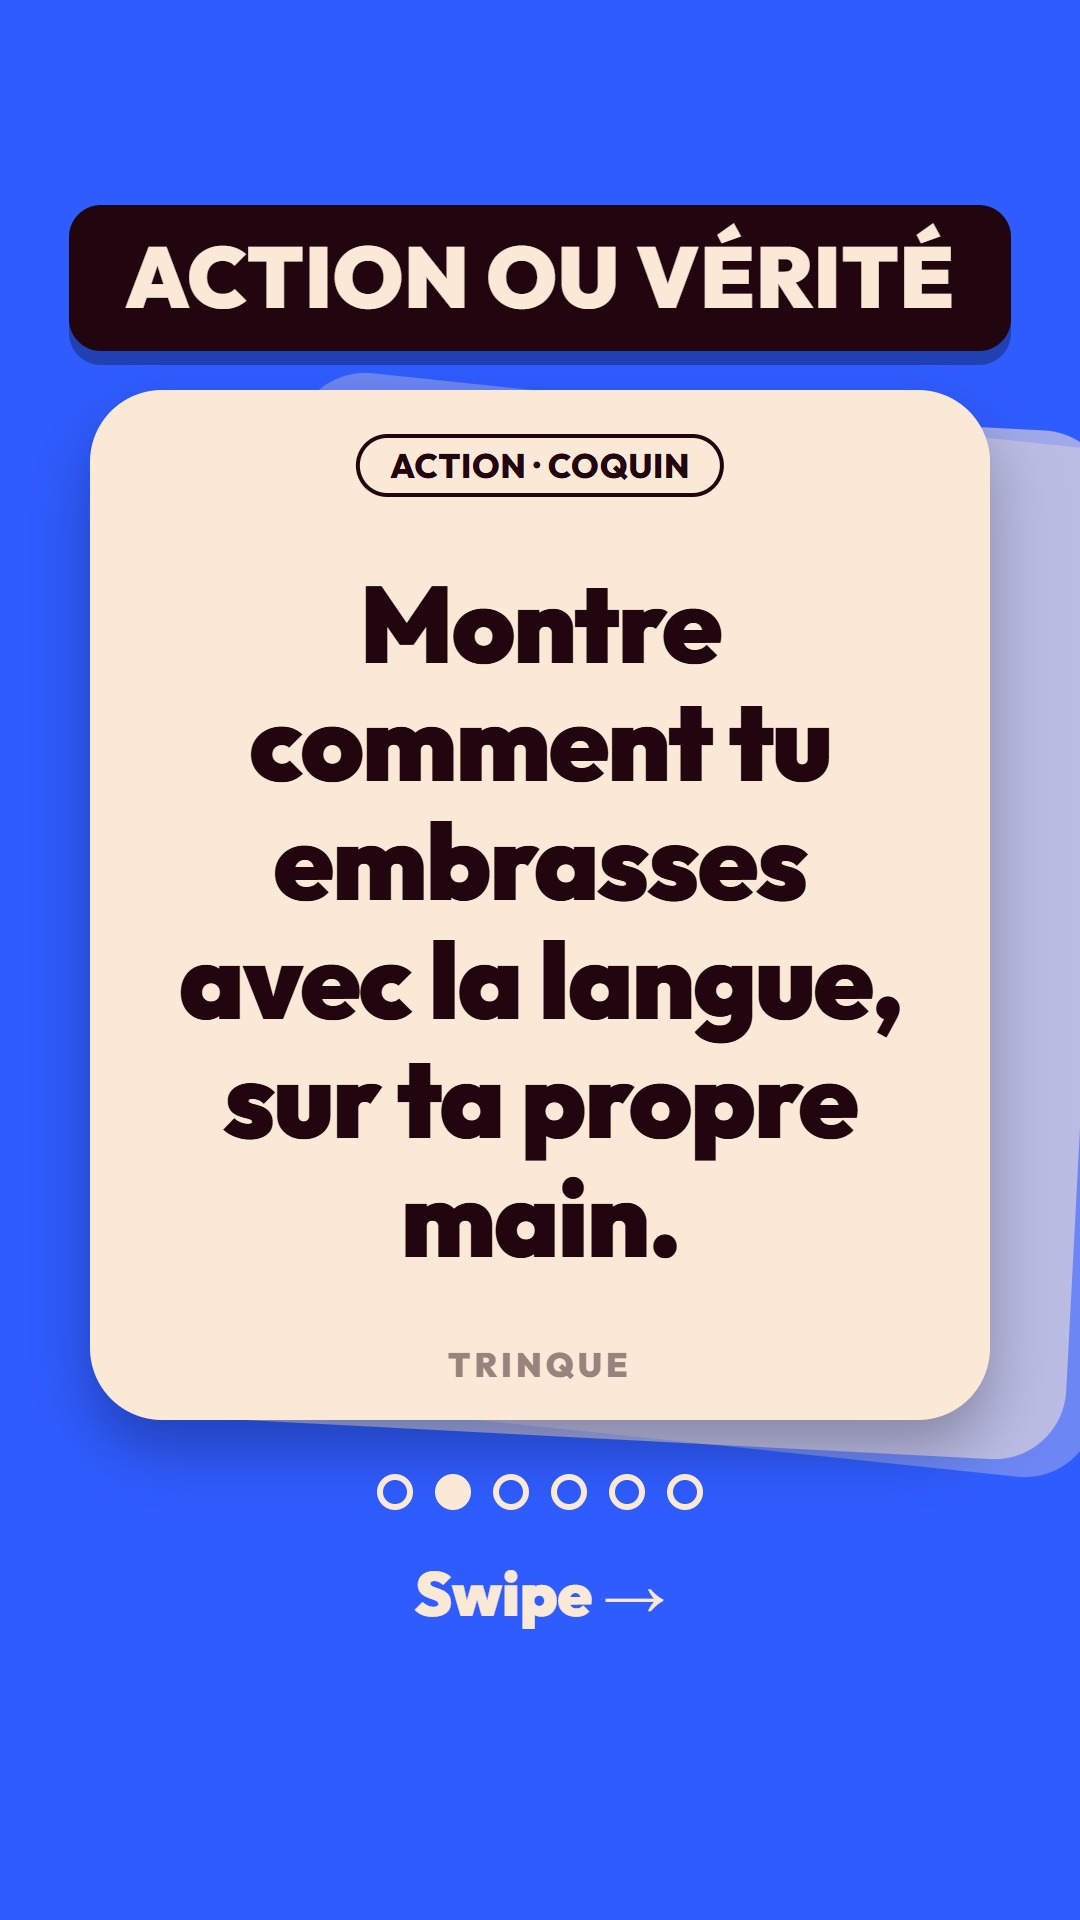 ACTION OU VÉRITÉ
ACTION · COQUIN
Montre
comment tu
embrasses
avec la langue,
sur ta propre
main.
TRINQUE
Swipe →